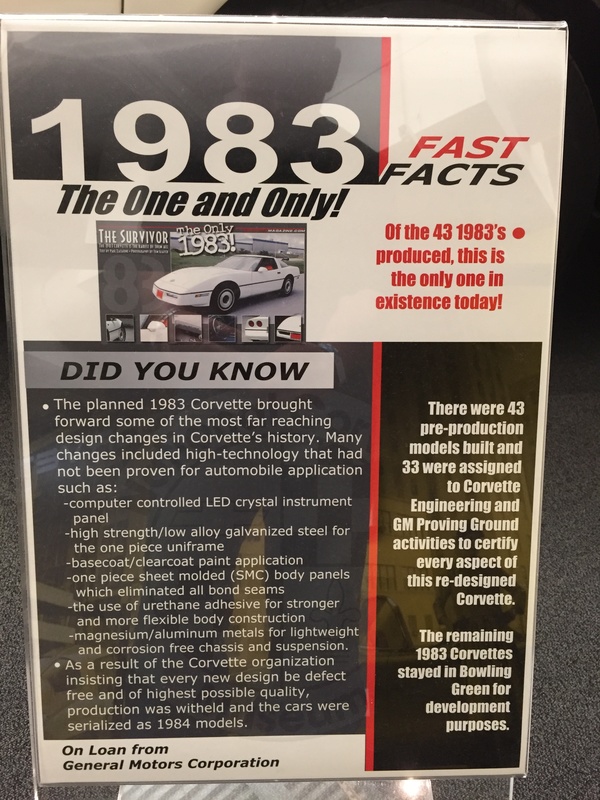 1983
FAST
FACTS
The One and Only!
THE SURVIVOR
The Only
1983!
Of the 43 1983's •
produced, this is
the only one in
existence today!
DID YOU KNOW
• The planned 1983 Corvette brought
forward some of the most far reaching
design changes in Corvette's history. Many
changes included high-technology that had
not been proven for automobile application
such as:
-computer controlled LED crystal instrument
panel
-high strength/low alloy galvanized steel for
the one piece uniframe
-basecoat/clearcoat paint application
-one piece sheet molded (SMC) body panels
which eliminated all bond seams
-the use of urethane adhesive for stronger
and more flexible body construction
-magnesium/aluminum metals for lightweight
and corrosion free chassis and suspension.
• As a result of the Corvette organization
insisting that every new design be defect
free and of highest possible quality,
production was witheld and the cars were
serialized as 1984 models.
There were 43
pre-production
models built and
33 were assigned
to Corvette
Engineering and
GM Proving Ground
activities to certify
every aspect of
this re-designed
Corvette.
The remaining
1983 Corvettes
stayed in Bowling
Green for
development
purposes.
On Loan from
General Motors Corporation